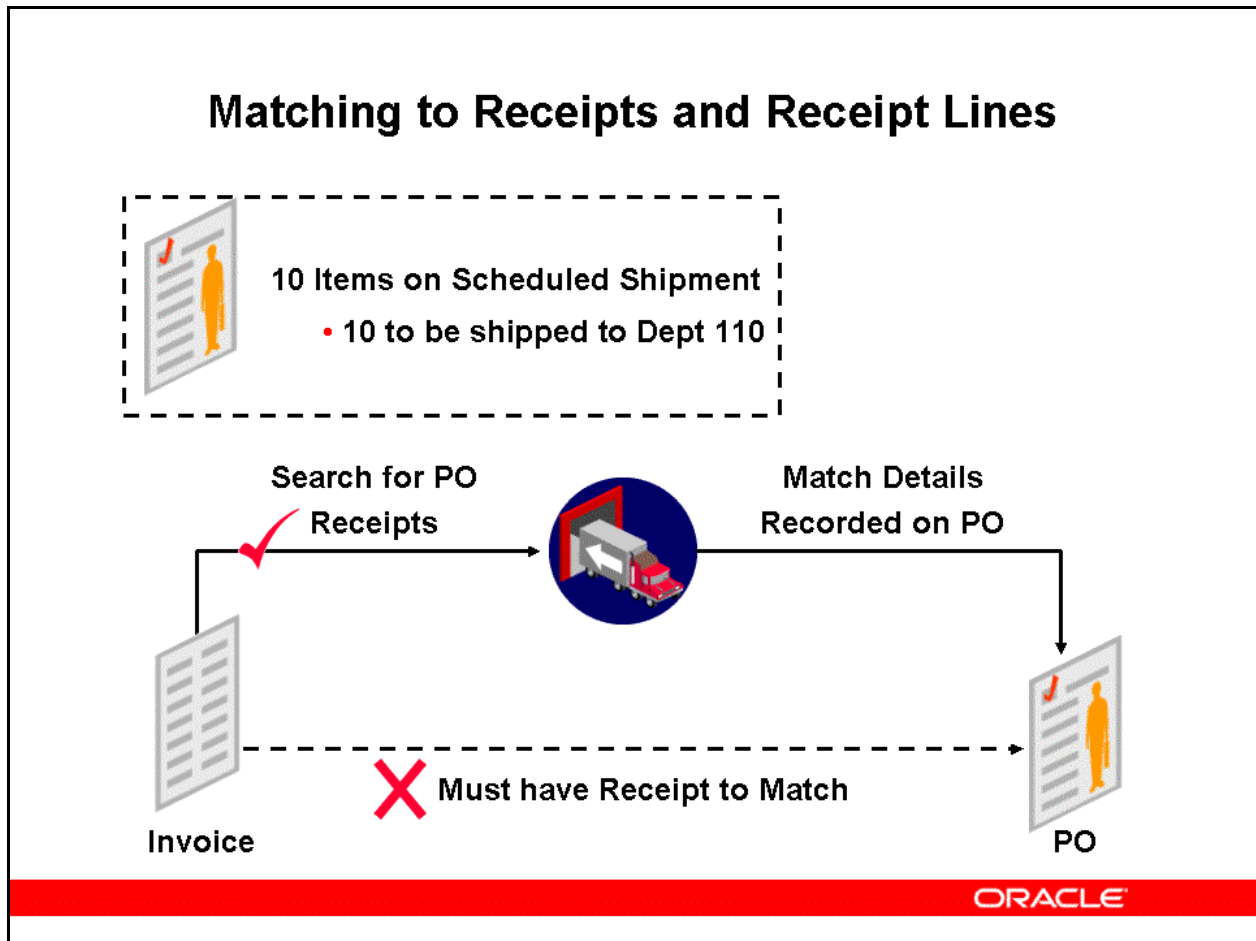 Matching to Receipts and Receipt Lines
10 Items on Scheduled Shipment
• 10 to be shipped to Dept 110
Search for PO
Receipts
Match Details
Recorded on PO
Must have Receipt to Match
Invoice
PO
ORACLE